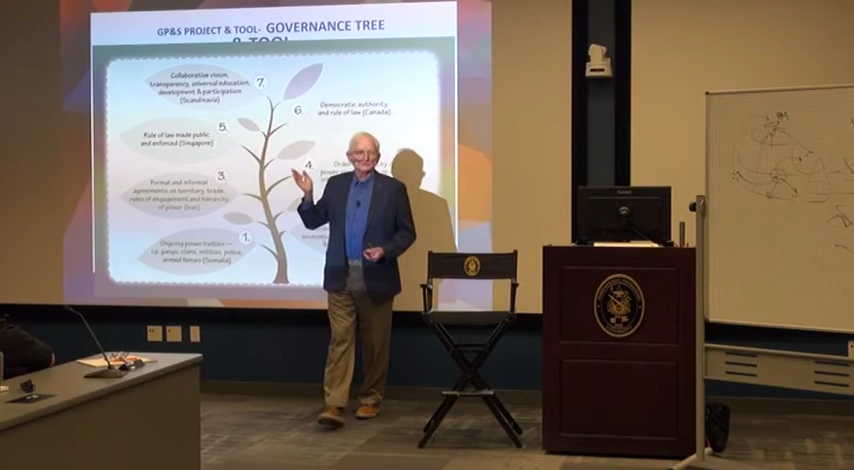 GP&S PROJECT & TOOL- GOVERNANCE TREE
& TOOL
Collaborative vision,
transparency, universal education,
development & participation
(Scandinavia)
7.
6.
Democratic authority
and rule of law (Canada)
5.
Rule of law made public
and enforced (Singapore)
4.
3.
Formal and informal
agreements on territory, trade,
rules of engagement and hierarchy
of power (Iran)
1.
Ongoing power battles —
i.e. gangs, clans, militias, police,
armed forces (Somalia)